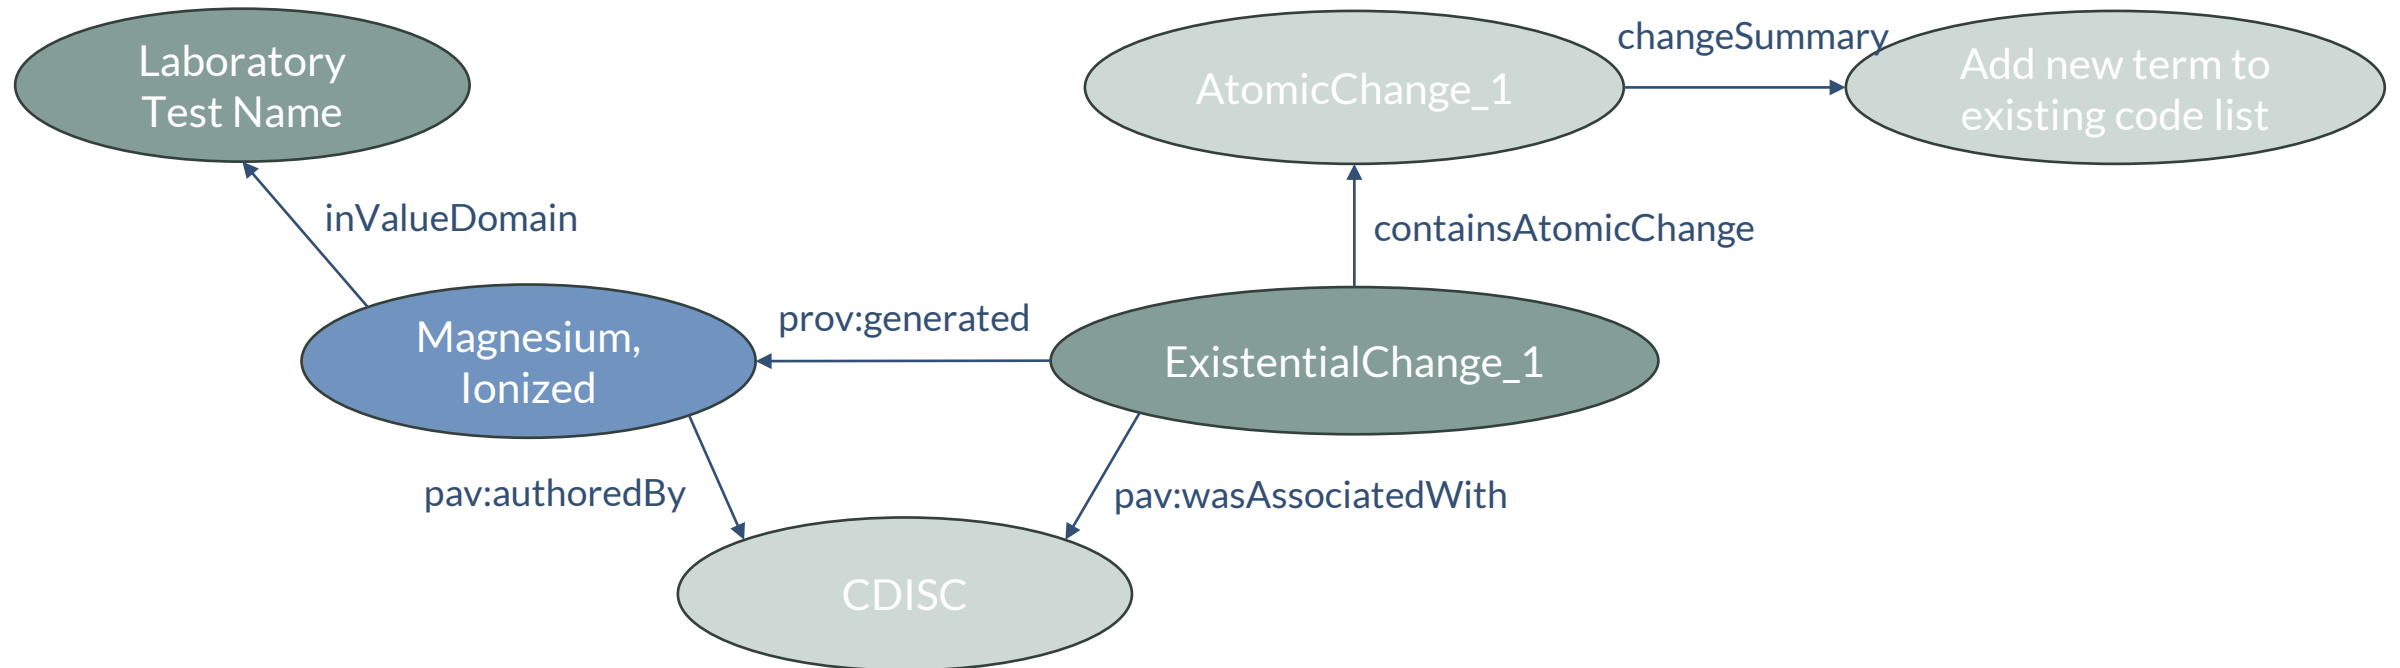 Laboratory
Test Name
AtomicChange_1
changeSummary
Add new term to
existing code list
inValueDomain
containsAtomicChange
Magnesium,
Ionized
prov:generated
ExistentialChange_1
pav:authoredBy
pav:wasAssociatedWith
CDISC